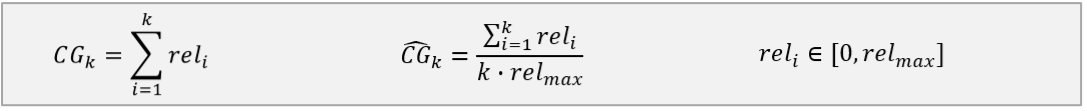 $CG_k = \sum_{i=1}^{k} rel_i$
$\widehat{CG}_k = \frac{\sum_{i=1}^{k} rel_i}{k \cdot rel_{max}}$
$rel_i \in [0, rel_{max}]$